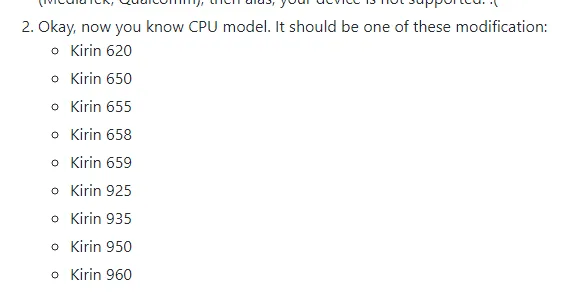 (MediaTek, Qualcomm), then alas, your device is not supported. :(
2. Okay, now you know CPU model. It should be one of these modification:
Kirin 620
Kirin 650
Kirin 655
Kirin 658
Kirin 659
Kirin 925
Kirin 935
Kirin 950
Kirin 960